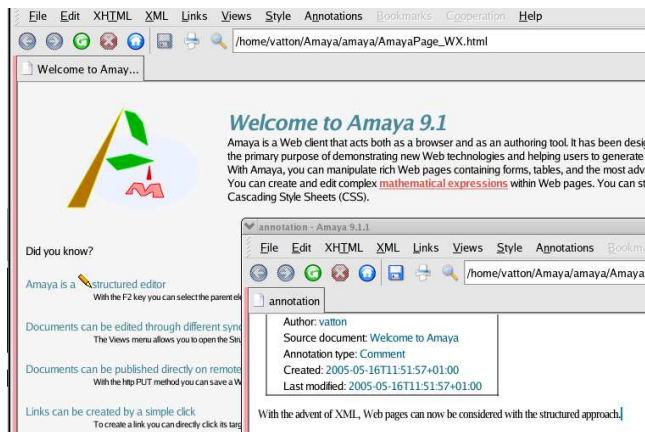 File Edit XHTML XML Links Views Style Annotations Bookmarks Cooperation Help
/home/vatton/Amaya/amaya/AmayaPage_WX.html
Welcome to Amay...
Welcome to Amaya 9.1
Amaya is a Web client that acts both as a browser and as an authoring tool. It has been desi
the primary purpose of demonstrating new Web technologies and helping users to generate
With Amaya, you can manipulate rich Web pages containing forms, tables, and the most adv
You can create and edit complex mathematical expressions within Web pages. You can st
Cascading Style Sheets (CSS).
Did you know?
Amaya is a structured editor
With the F2 key you can select the parent el
Documents can be edited through different sync
The Views menu allows you to open the Stru
Documents can be published directly on remote
With the http PUT method you can save a W
Links can be created by a simple click
To create a link you can directly click its targ
annotation - Amaya 9.1.1
File Edit XHTML XML Links Views Style Annotations Bookm
/home/vatton/Amaya/amaya/Amaya
annotation
Author: vatton
Source document: Welcome to Amaya
Annotation type: Comment
Created: 2005-05-16T11:51:57+01:00
Last modified: 2005-05-16T11:51:57+01:00
With the advent of XML, Web pages can now be considered with the structured approach.